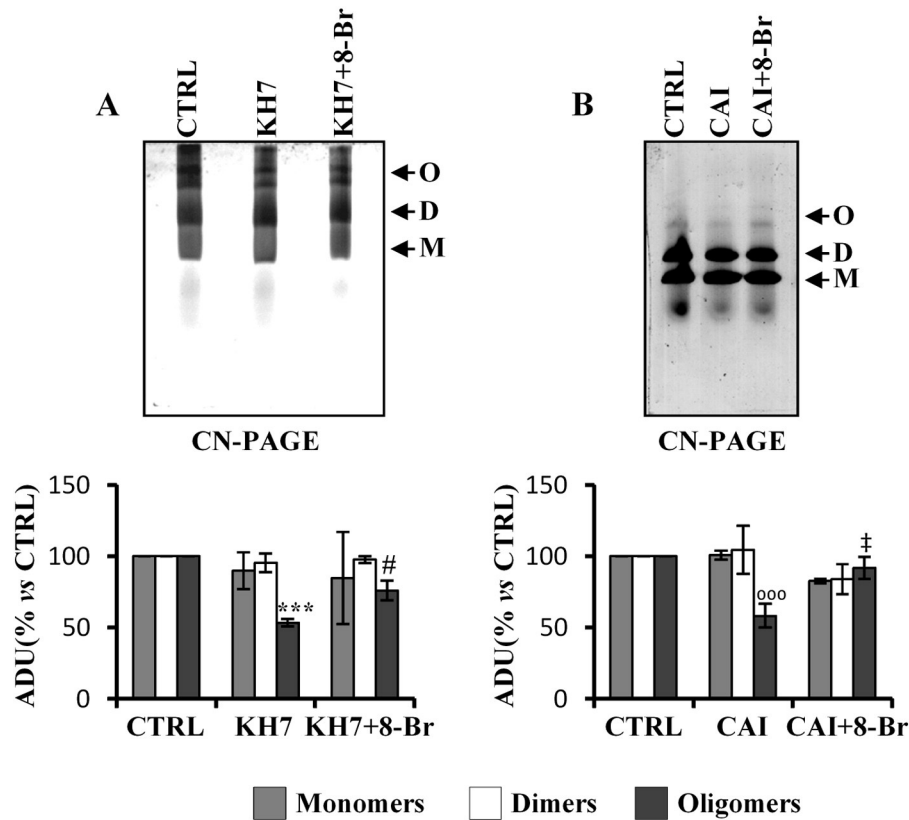 A
CTRL
KH7
KH7+8-Br
O
D
M
CN-PAGE
B
CTRL
CAI
CAI+8-Br
O
D
M
CN-PAGE
ADU(% vs CTRL)
150
100
50
0
***
#
CTRL KH7 KH7+8-Br
ADU(% vs CTRL)
150
100
50
0
ooo
‡
CTRL CAI CAI+8-Br
Monomers Dimers Oligomers